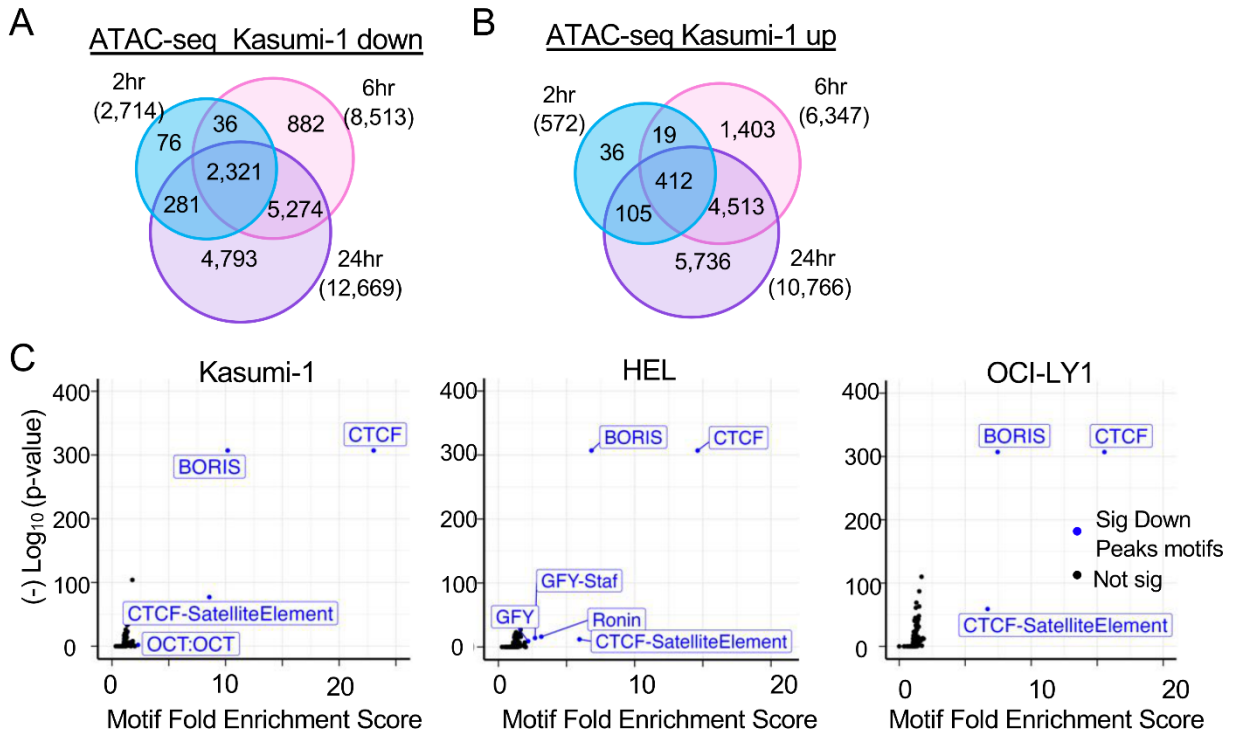 A
ATAC-seq Kasumi-1 down
2hr
(2,714)
6hr
(8,513)
36
882
76
2,321
281
5,274
4,793
24hr
(12,669)
B
ATAC-seq Kasumi-1 up
2hr
(572)
6hr
(6,347)
19
1,403
36
412
105
4,513
5,736
24hr
(10,766)
C
Kasumi-1
(-) Log₁₀ (p-value)
400
300
200
100
0
CTCF
BORIS
CTCF-SatelliteElement
OCT:OCT
0
10
20
Motif Fold Enrichment Score
HEL
400
300
200
100
0
BORIS
CTCF
GFY-Staf
GFY
Ronin
CTCF-SatelliteElement
0
10
20
Motif Fold Enrichment Score
OCI-LY1
400
300
200
100
0
BORIS
CTCF
Sig Down
Peaks motifs
Not sig
CTCF-SatelliteElement
0
10
20
Motif Fold Enrichment Score